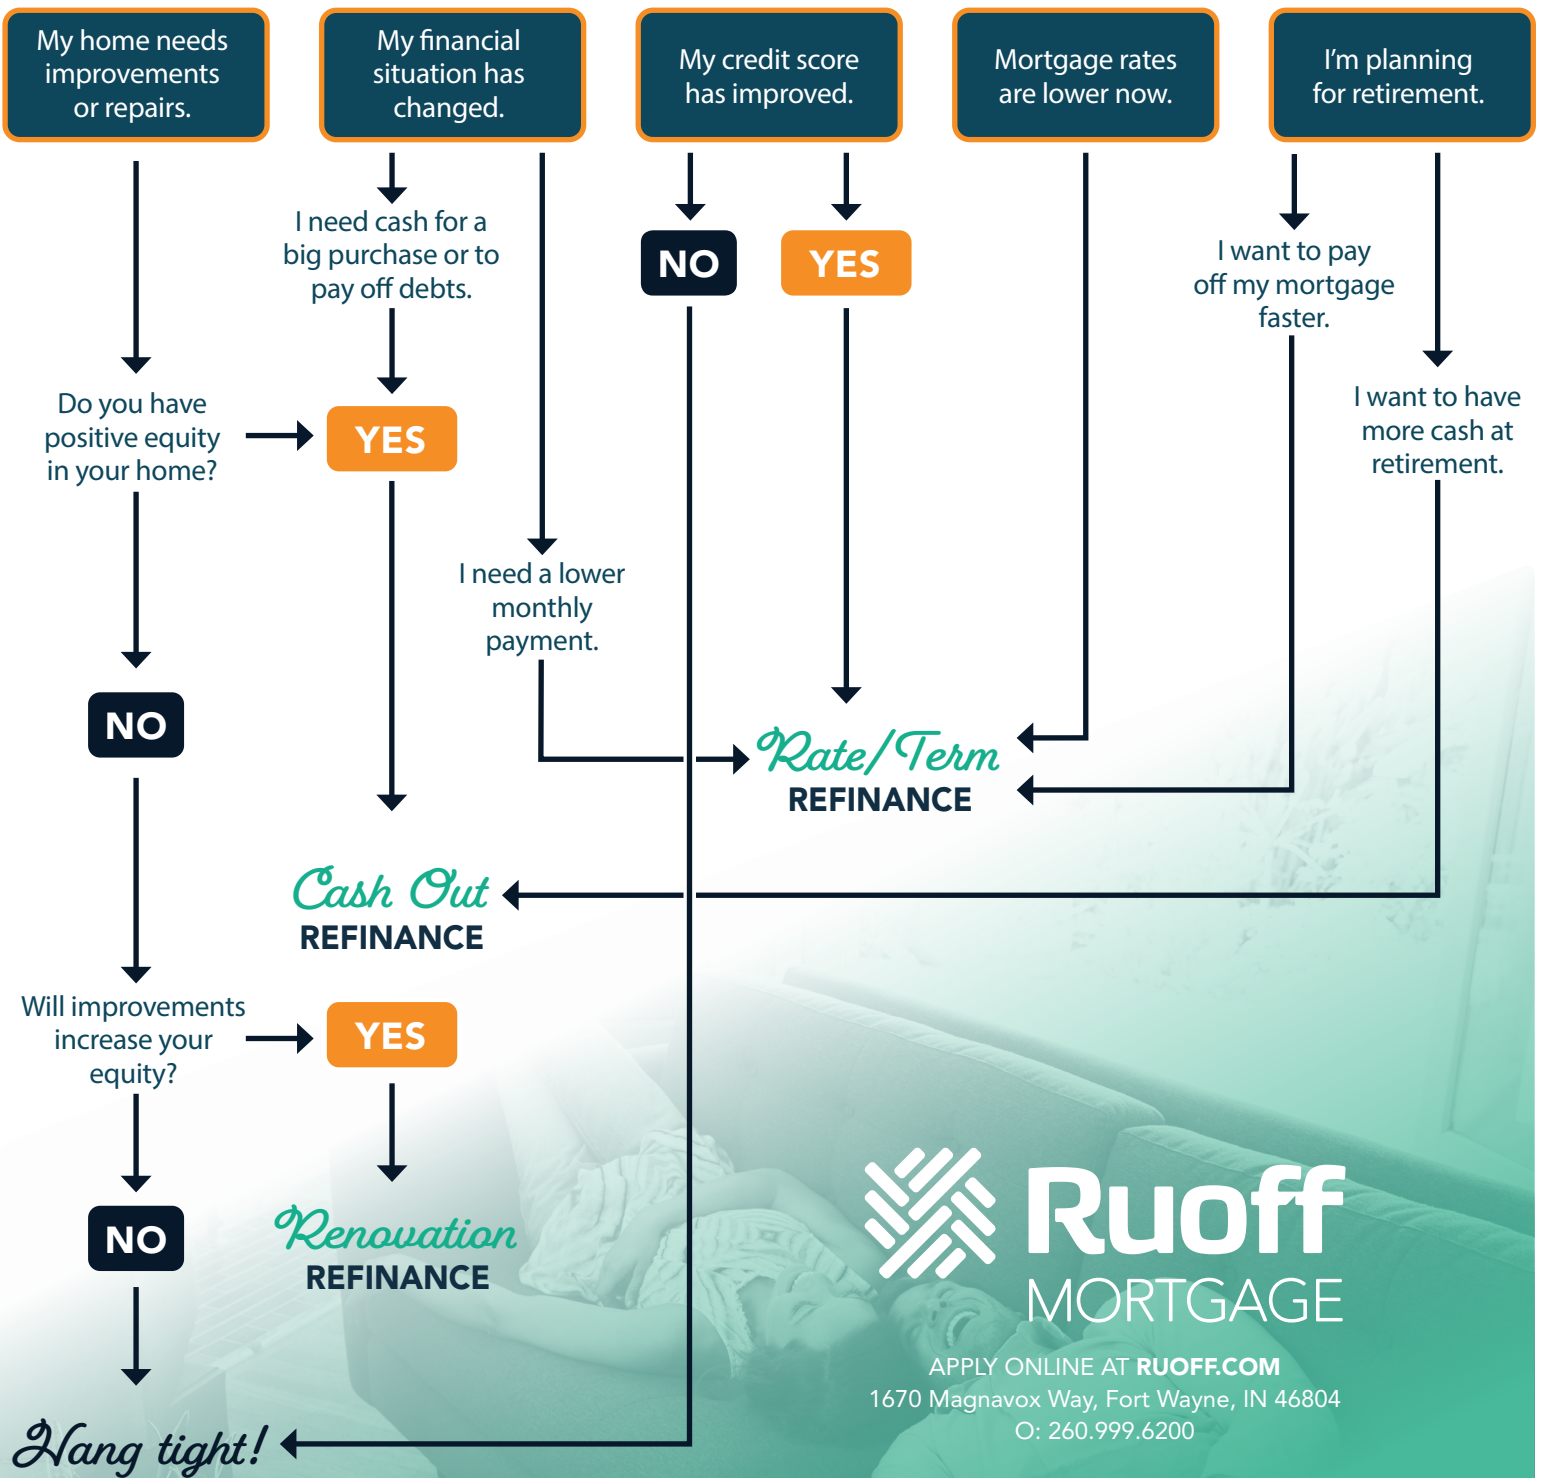 My home needs
improvements
or repairs.
My financial
situation has
changed.
My credit score
has improved.
Mortgage rates
are lower now.
I'm planning
for retirement.
I need cash for a
big purchase or to
pay off debts.
NO
YES
I want to pay
off my mortgage
faster.
Do you have
positive equity
in your home?
YES
I want to have
more cash at
retirement.
I need a lower
monthly
payment.
NO
Rate/Term
REFINANCE
Cash Out
REFINANCE
Will improvements
increase your
equity?
YES
NO
Renovation
REFINANCE
Ruoff
MORTGAGE
APPLY ONLINE AT RUOFF.COM
1670 Magnavox Way, Fort Wayne, IN 46804
O: 260.999.6200
Hang tight!